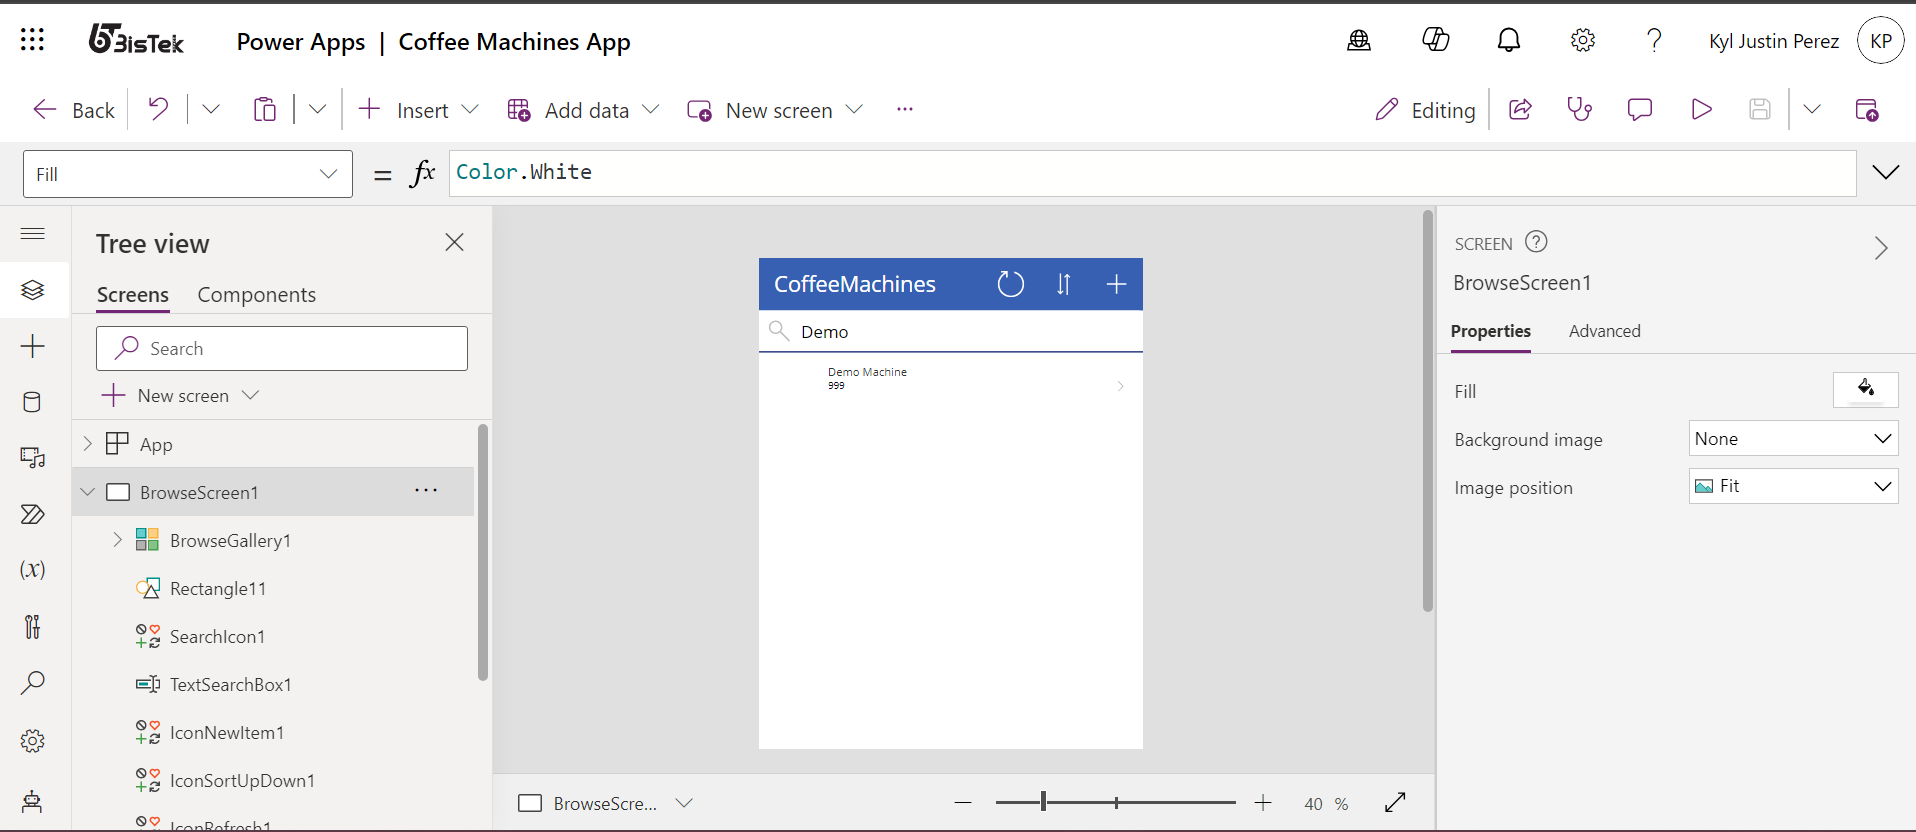 BisTek Power Apps | Coffee Machines App Kyl Justin Perez KP
Back Insert Add data New screen ... Editing
Fill = fx Color.White
Tree view
Screens Components
Search
New screen
App
BrowseScreen1 ...
BrowseGallery1
Rectangle11
SearchIcon1
TextSearchBox1
IconNewItem1
IconSortUpDown1
IconRefresh1
CoffeeMachines
Demo
Demo Machine
999
BrowseScre... 40 %
SCREEN
BrowseScreen1
Properties Advanced
Fill
Background image None
Image position Fit